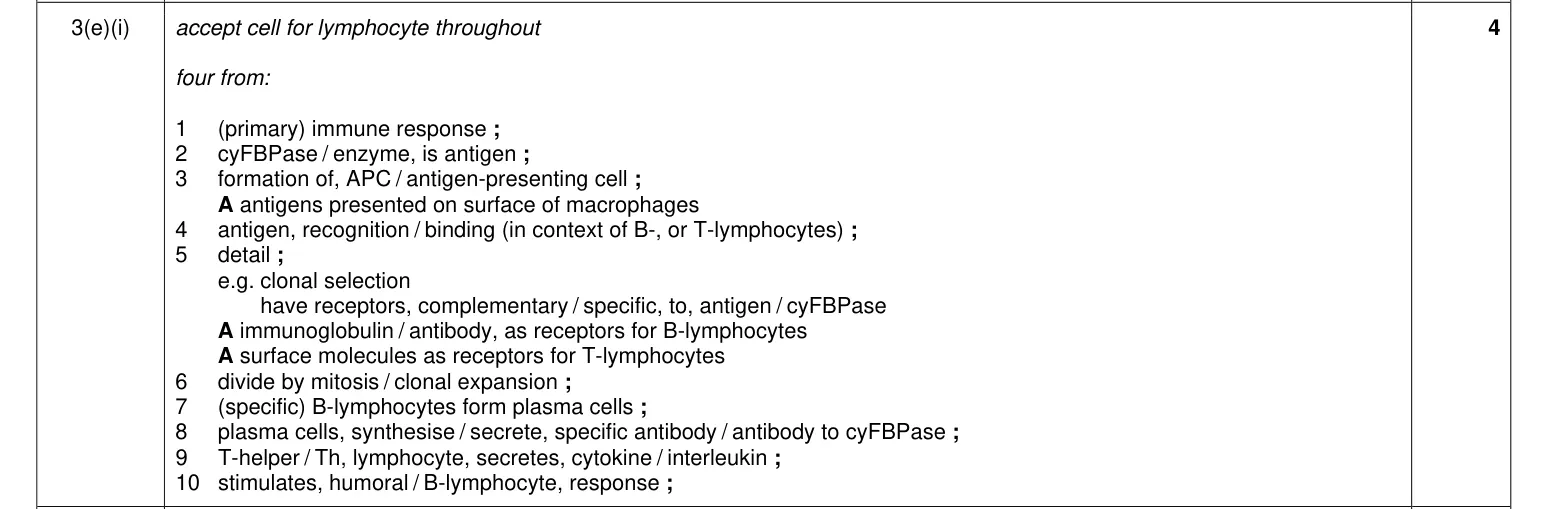 3(e)(i) accept cell for lymphocyte throughout 4
four from:
1 (primary) immune response ;
2 cyFBPase / enzyme, is antigen ;
3 formation of, APC / antigen-presenting cell ;
A antigens presented on surface of macrophages
4 antigen, recognition / binding (in context of B-, or T-lymphocytes) ;
5 detail ;
e.g. clonal selection
have receptors, complementary / specific, to, antigen / cyFBPase
A immunoglobulin / antibody, as receptors for B-lymphocytes
A surface molecules as receptors for T-lymphocytes
6 divide by mitosis / clonal expansion ;
7 (specific) B-lymphocytes form plasma cells ;
8 plasma cells, synthesise / secrete, specific antibody / antibody to cyFBPase ;
9 T-helper / Th, lymphocyte, secretes, cytokine / interleukin ;
10 stimulates, humoral / B-lymphocyte, response ;